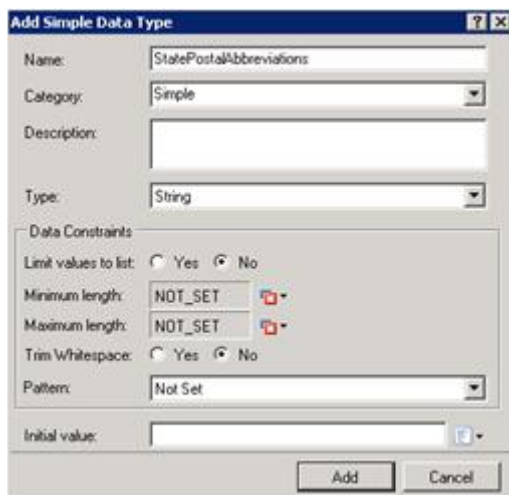 Add Simple Data Type
Name: StatePostalAbbreviations
Category: Simple
Description:
Type: String
Data Constraints
Limit values to list: Yes No
Minimum length: NOT_SET
Maximum length: NOT_SET
Trim Whitespace: Yes No
Pattern: Not Set
Initial value:
Add Cancel